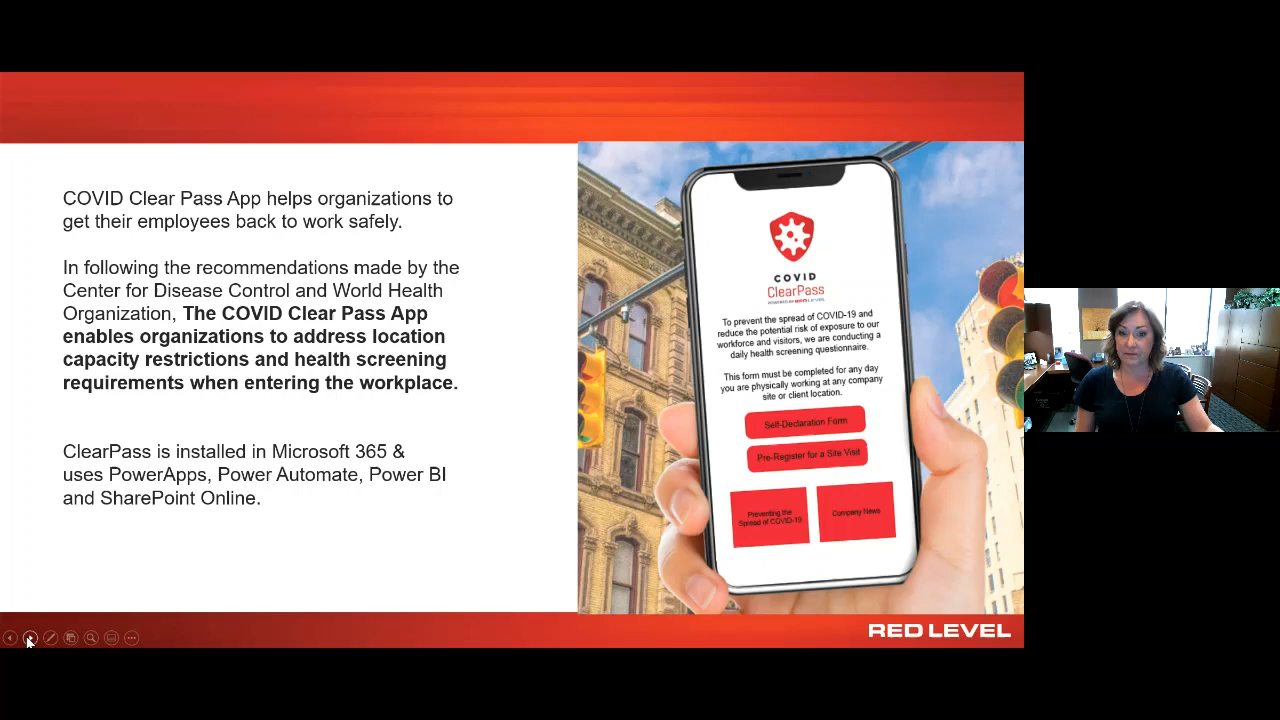 COVID Clear Pass App helps organizations to
get their employees back to work safely.
In following the recommendations made by the
Center for Disease Control and World Health
Organization, The COVID Clear Pass App
enables organizations to address location
capacity restrictions and health screening
requirements when entering the workplace.
ClearPass is installed in Microsoft 365 &
uses PowerApps, Power Automate, Power BI
and SharePoint Online.
COVID
ClearPass
POWERED BY RED LEVEL
To prevent the spread of COVID-19 and
reduce the potential risk of exposure to our
workforce and visitors, we are conducting a
daily health screening questionnaire.
This form must be completed for any day
you are physically working at any company
site or client location.
Self-Declaration Form
Pre-Register for a Site Visit
Preventing the
Spread of COVID-19
Company News
RED LEVEL